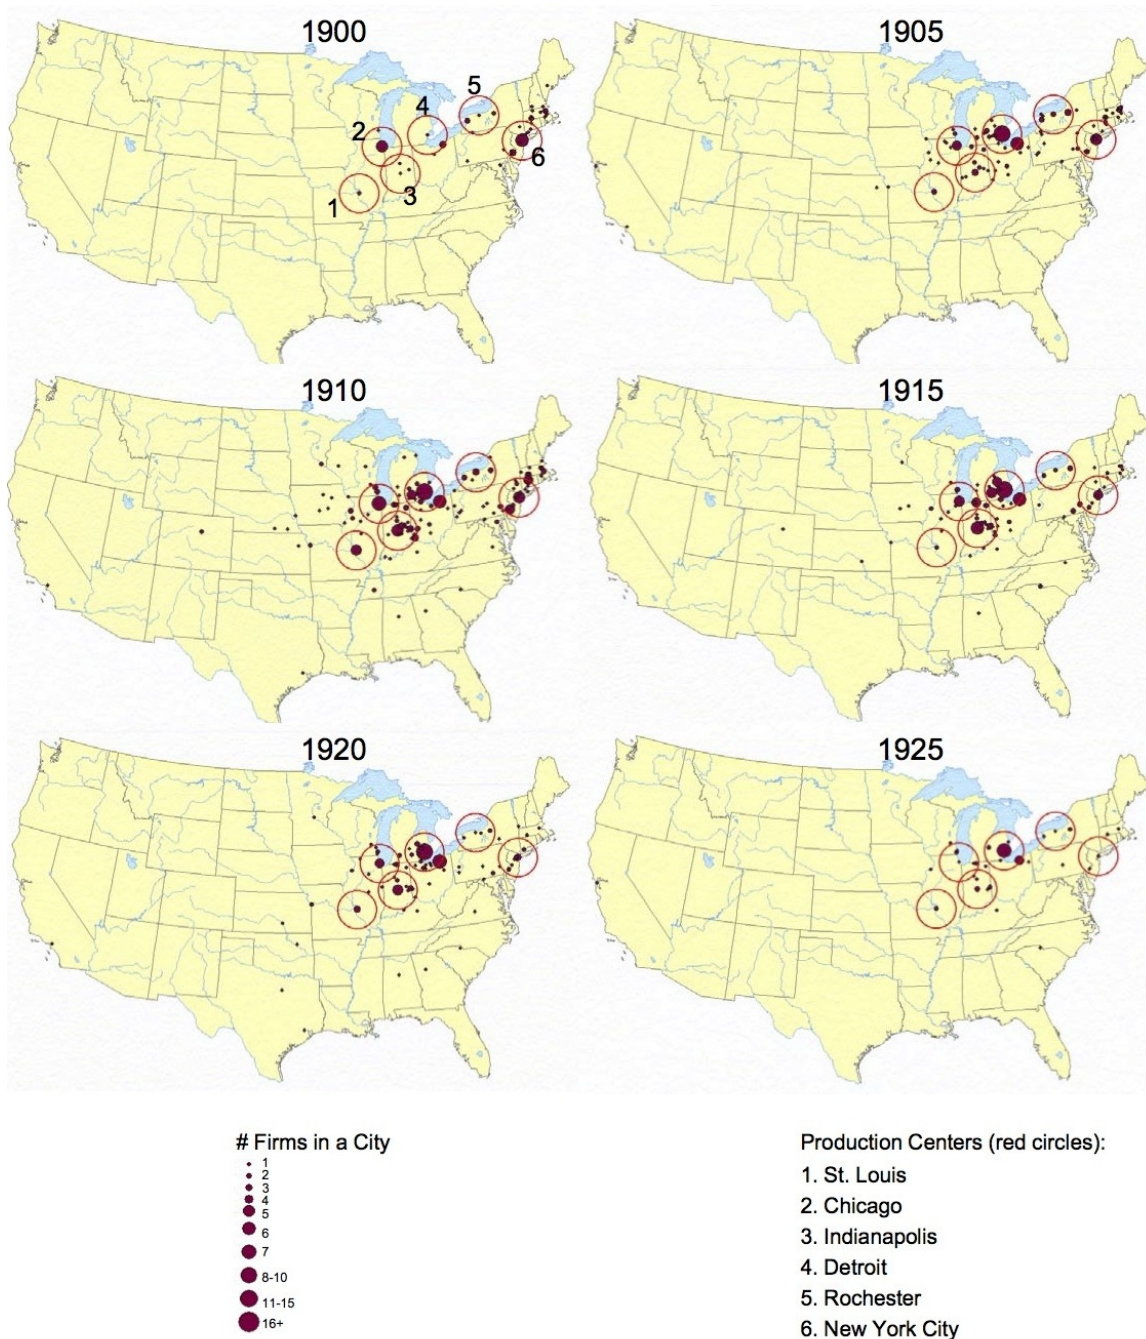 1900
1905
5
4
2
6
3
1
1910
1915
1920
1925
# Firms in a City
1
2
3
4
5
6
7
8-10
11-15
16+
Production Centers (red circles):
1. St. Louis
2. Chicago
3. Indianapolis
4. Detroit
5. Rochester
6. New York City